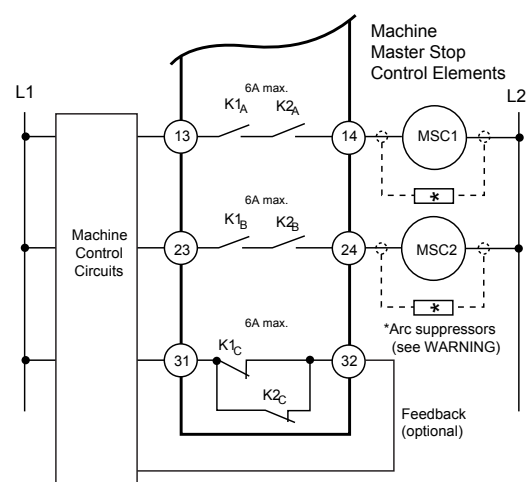 Machine
Master Stop
Control Elements
L1
L2
6A max.
K1A
K2A
13
14
MSC1
*
6A max.
K1B
K2B
23
24
MSC2
Machine
Control
Circuits
*
*Arc suppressors
(see WARNING)
6A max.
K1C
31
32
K2C
Feedback
(optional)